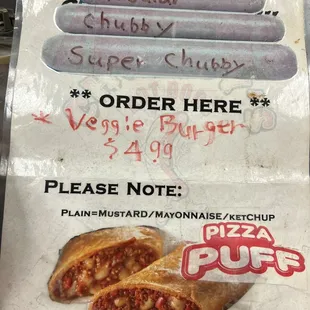 Chubby
Super Chubby
** ORDER HERE **
* Veggie Burger
$4.99
PLEASE NOTE:
PLAIN=MUSTARD/MAYONNAISE/KETCHUP
PIZZA
PUFF